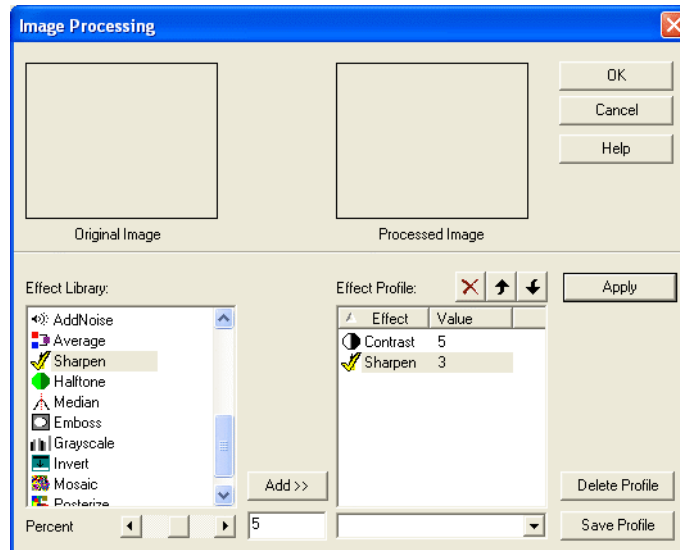 Image Processing
OK
Cancel
Help
Original Image
Processed Image
Effect Library:
Effect Profile:
Apply
AddNoise
Average
Sharpen
Halftone
Median
Emboss
Grayscale
Invert
Mosaic
Posterize
Effect Value
Contrast 5
Sharpen 3
Add >>
Delete Profile
Percent
5
Save Profile